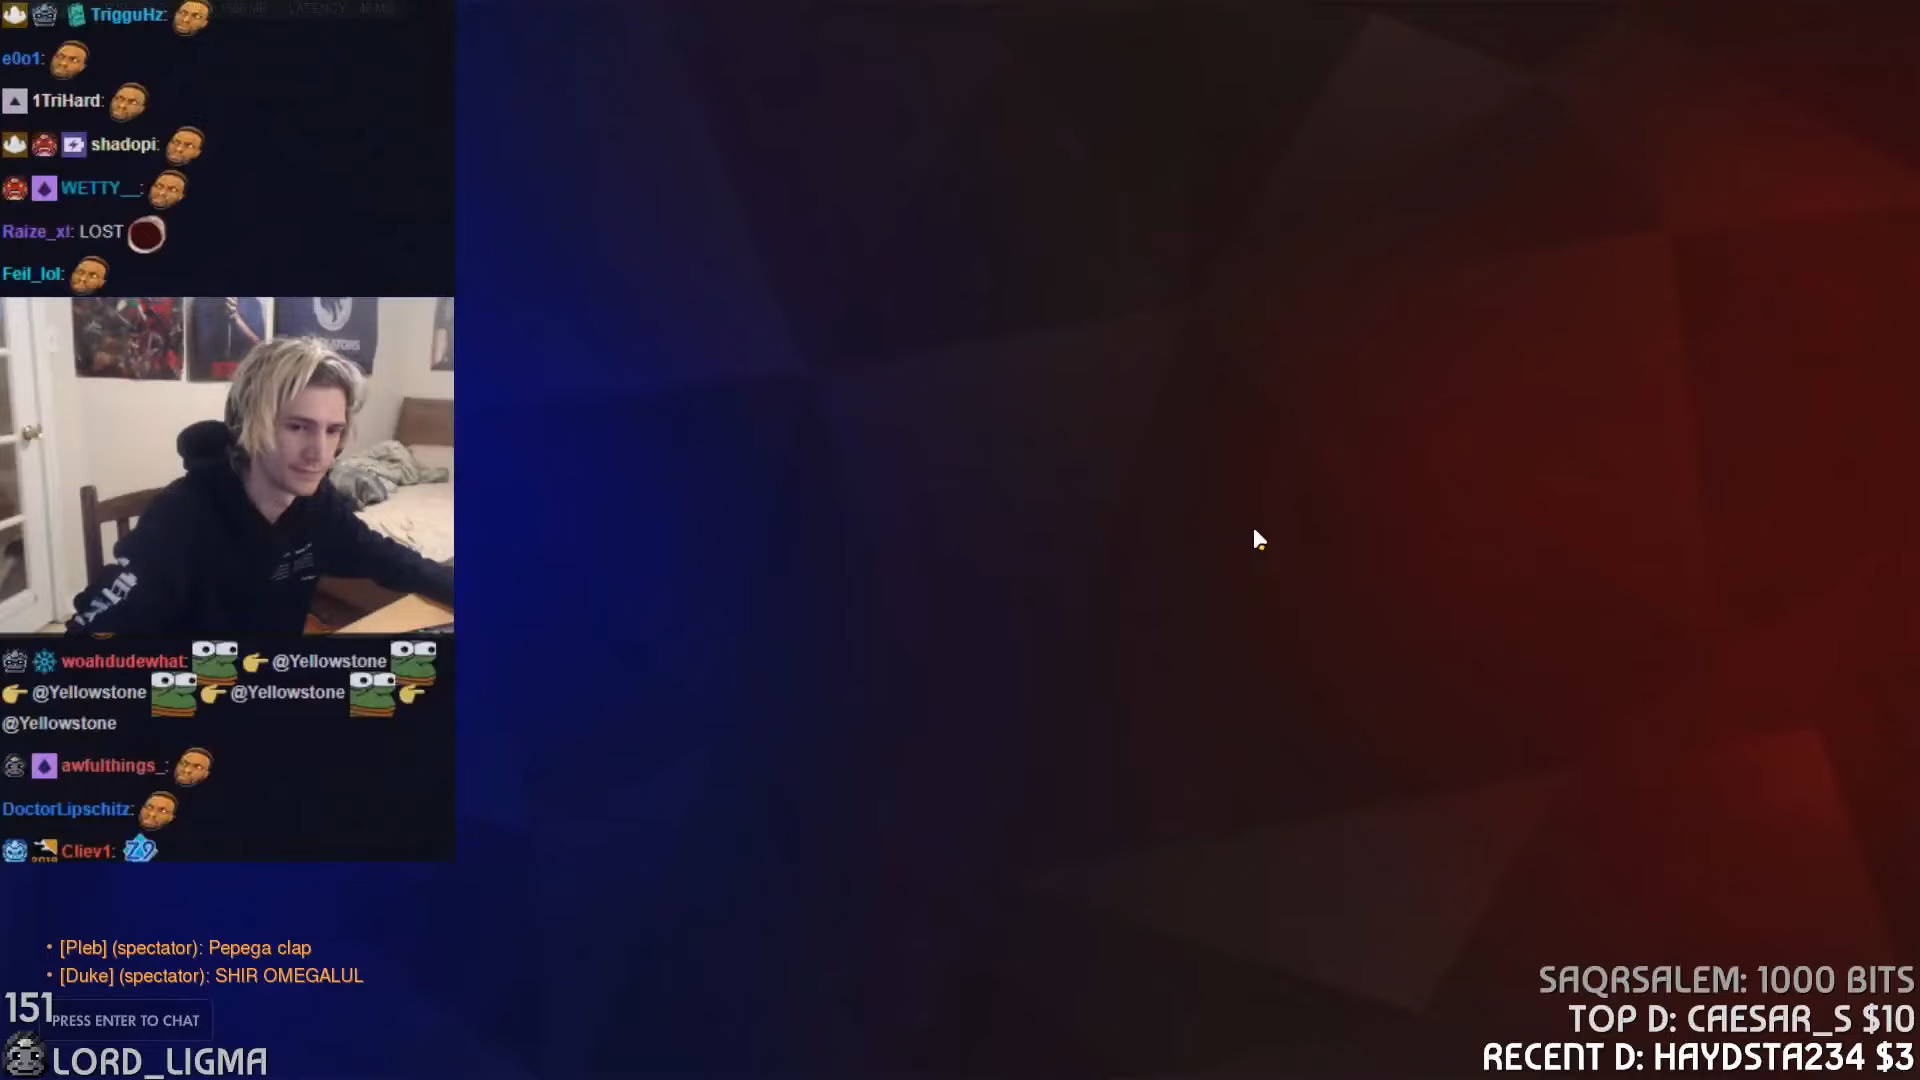 LATENCY:
TrigguHz:
e0o1:
1TriHard:
shadopi:
WETTY__:
Raize_xl: LOST
Feil_lol:
woahdudewhat: @Yellowstone
@Yellowstone @Yellowstone
@Yellowstone
awfulthings_:
DoctorLipschitz:
Cliev1:
• [Pleb] (spectator): Pepega clap
• [Duke] (spectator): SHIR OMEGALUL
151
PRESS ENTER TO CHAT
LORD_LIGMA
SAQRSALEM: 1000 BITS
TOP D: CAESAR_S $10
RECENT D: HAYDSTA234 $3